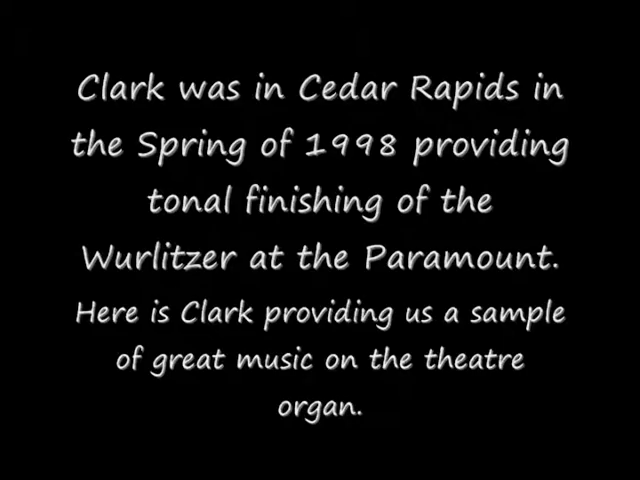 Clark was in Cedar Rapids in
the Spring of 1998 providing
tonal finishing of the
Wurlitzer at the Paramount.
Here is Clark providing us a sample
of great music on the theatre
organ.